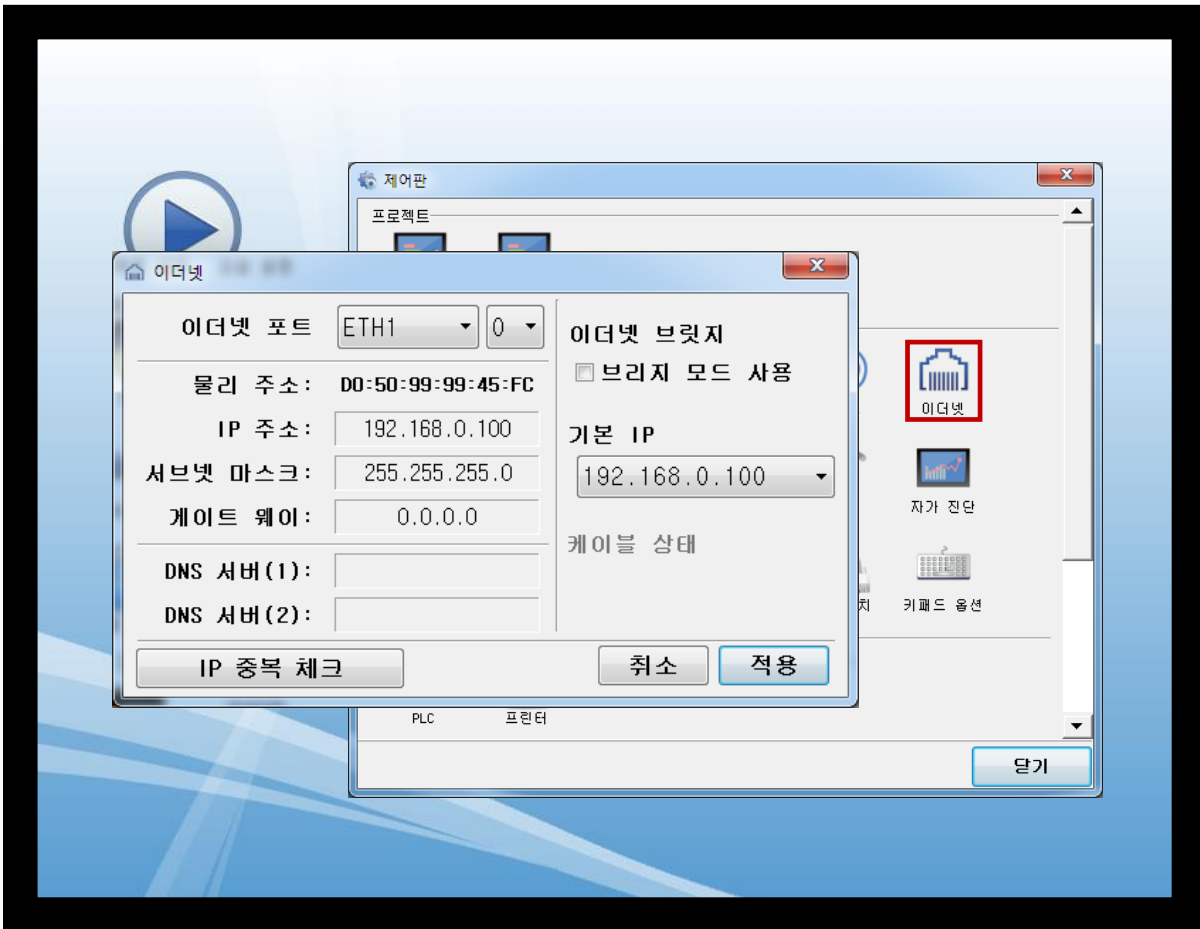 제어판
프로젝트
이더넷
이더넷 포트 ETH1 0
물리 주소: D0:50:99:99:45:FC
IP 주소: 192.168.0.100
서브넷 마스크: 255.255.255.0
게이트 웨이: 0.0.0.0
DNS 서버(1):
DNS 서버(2):
이더넷 브릿지
브리지 모드 사용
기본 IP
192.168.0.100
케이블 상태
IP 중복 체크
취소
적용
이더넷
자가 진단
치
키패드 옵션
PLC
프린터
닫기